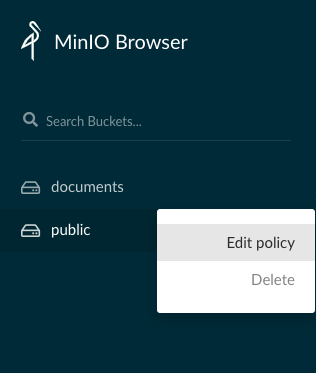 MinIO Browser
Search Buckets...
documents
public
Edit policy
Delete